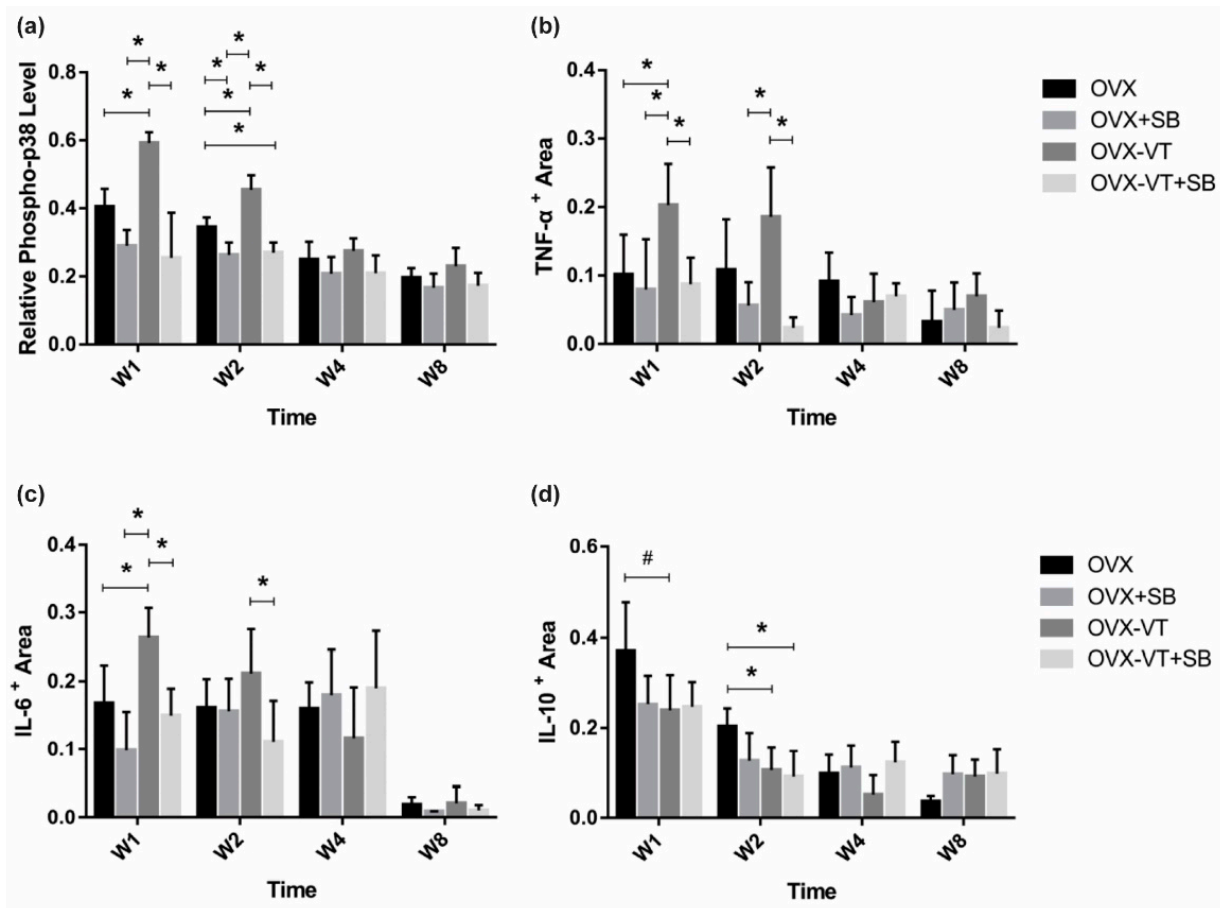 (a)
* *
* *
* *
*
*
Relative Phospho-p38 Level
0.8
0.6
0.4
0.2
0.0
W1 W2 W4 W8
Time
(b)
*
* *
* *
TNF-α + Area
0.4
0.3
0.2
0.1
0.0
W1 W2 W4 W8
Time
OVX
OVX+SB
OVX-VT
OVX-VT+SB
(c)
*
*
* *
IL-6 + Area
0.4
0.3
0.2
0.1
0.0
W1 W2 W4 W8
Time
(d)
#
*
*
IL-10 + Area
0.6
0.4
0.2
0.0
W1 W2 W4 W8
Time
OVX
OVX+SB
OVX-VT
OVX-VT+SB